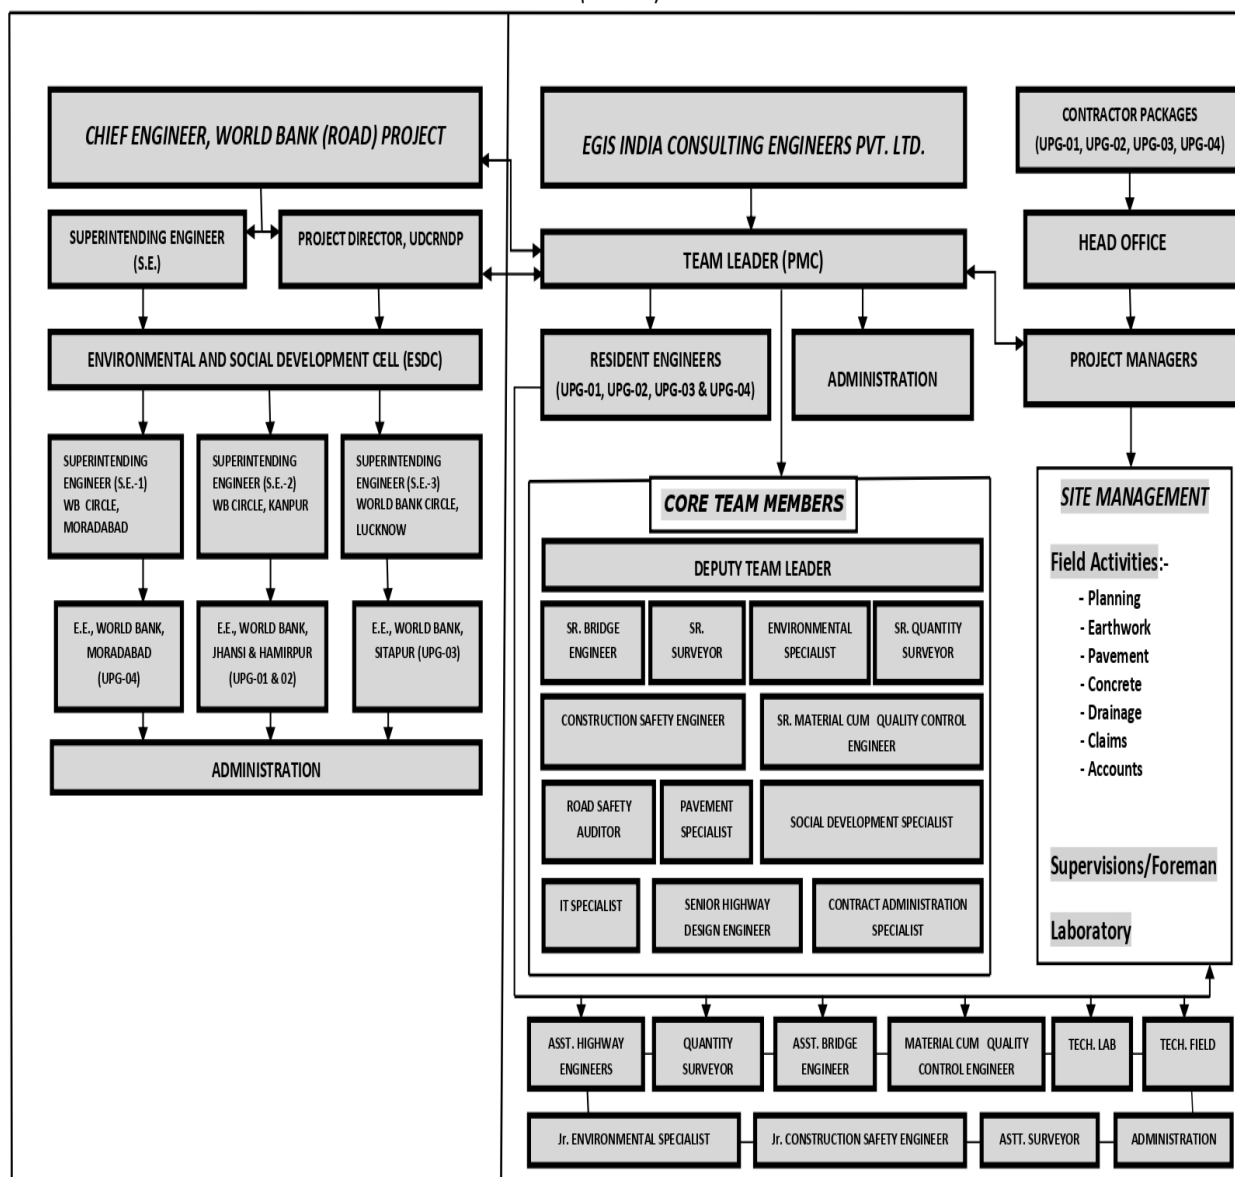 CHIEF ENGINEER, WORLD BANK (ROAD) PROJECT
SUPERINTENDING ENGINEER
(S.E.)
PROJECT DIRECTOR, UDCRNDP
ENVIRONMENTAL AND SOCIAL DEVELOPMENT CELL (ESDC)
SUPERINTENDING
ENGINEER (S.E.-1)
WB CIRCLE,
MORADABAD
SUPERINTENDING
ENGINEER (S.E.-2)
WB CIRCLE, KANPUR
SUPERINTENDING
ENGINEER (S.E.-3)
WORLD BANK CIRCLE,
LUCKNOW
E.E., WORLD BANK,
MORADABAD
(UPG-04)
E.E., WORLD BANK,
JHANSI & HAMIRPUR
(UPG-01 & 02)
E.E., WORLD BANK,
SITAPUR (UPG-03)
ADMINISTRATION
EGIS INDIA CONSULTING ENGINEERS PVT. LTD.
TEAM LEADER (PMC)
RESIDENT ENGINEERS
(UPG-01, UPG-02, UPG-03 & UPG-04)
ADMINISTRATION
CORE TEAM MEMBERS
DEPUTY TEAM LEADER
SR. BRIDGE
ENGINEER
SR.
SURVEYOR
ENVIRONMENTAL
SPECIALIST
SR. QUANTITY
SURVEYOR
CONSTRUCTION SAFETY ENGINEER
SR. MATERIAL CUM QUALITY CONTROL
ENGINEER
ROAD SAFETY
AUDITOR
PAVEMENT
SPECIALIST
SOCIAL DEVELOPMENT SPECIALIST
IT SPECIALIST
SENIOR HIGHWAY
DESIGN ENGINEER
CONTRACT ADMINISTRATION
SPECIALIST
CONTRACTOR PACKAGES
(UPG-01, UPG-02, UPG-03, UPG-04)
HEAD OFFICE
PROJECT MANAGERS
SITE MANAGEMENT
Field Activities:-
- Planning
- Earthwork
- Pavement
- Concrete
- Drainage
- Claims
- Accounts
Supervisions/Foreman
Laboratory
ASST. HIGHWAY
ENGINEERS
QUANTITY
SURVEYOR
ASST. BRIDGE
ENGINEER
MATERIAL CUM QUALITY
CONTROL ENGINEER
TECH. LAB
TECH. FIELD
Jr. ENVIRONMENTAL SPECIALIST
Jr. CONSTRUCTION SAFETY ENGINEER
ASTT. SURVEYOR
ADMINISTRATION